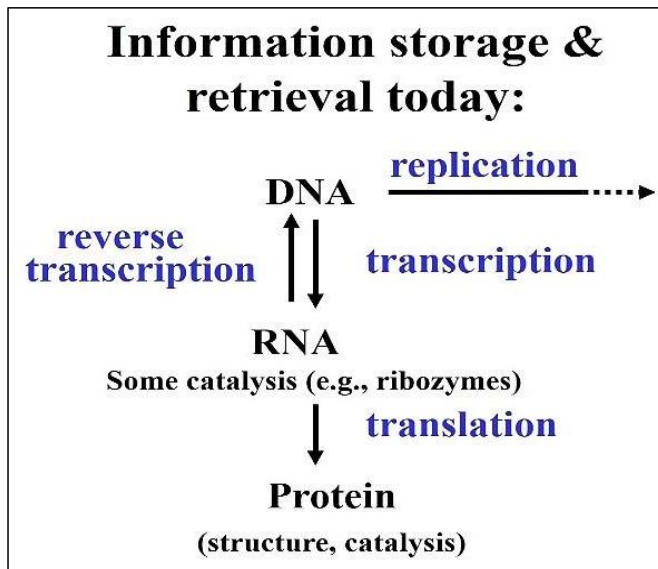 Information storage &
retrieval today:
replication
DNA
reverse
transcription
transcription
RNA
Some catalysis (e.g., ribozymes)
translation
Protein
(structure, catalysis)